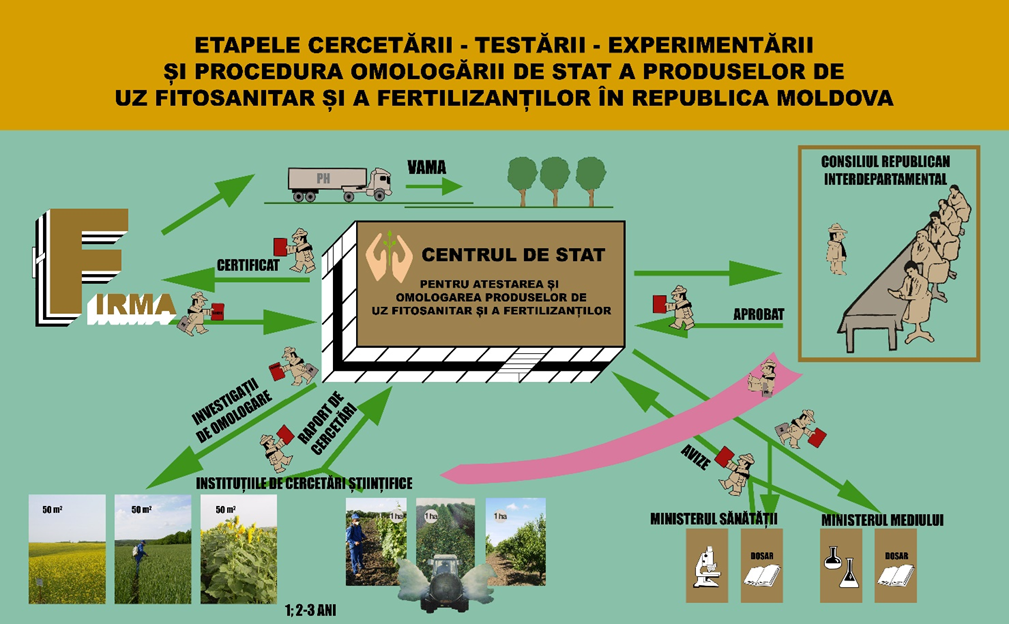 ETAPELE CERCETĂRII - TESTĂRII - EXPERIMENTĂRII
ȘI PROCEDURA OMOLOGĂRII DE STAT A PRODUSELOR DE
UZ FITOSANITAR ȘI A FERTILIZANȚILOR ÎN REPUBLICA MOLDOVA
PH
VAMA
CONSILIUL REPUBLICAN
INTERDEPARTAMENTAL
FIRMA
CERTIFICAT
CENTRUL DE STAT
PENTRU ATESTAREA ȘI
OMOLOGAREA PRODUSELOR DE
UZ FITOSANITAR ȘI A FERTILIZANȚILOR
APROBAT
INVESTIGAȚII
DE OMOLOGARE
RAPORT DE
CERCETĂRI
AVIZE
INSTITUȚIILE DE CERCETĂRI ȘTIINȚIFICE
50 m²
50 m²
50 m²
1 ha
1 ha
1 ha
1; 2-3 ANI
MINISTERUL SĂNĂTĂȚII
DOSAR
MINISTERUL MEDIULUI
DOSAR